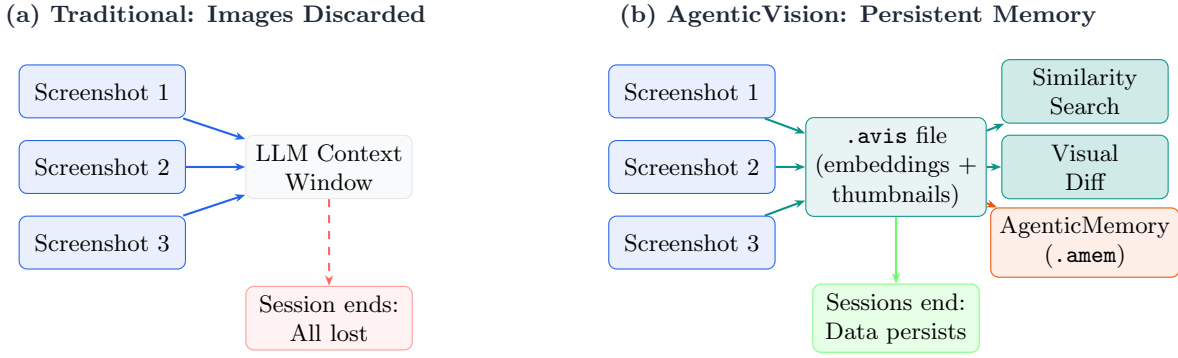 (a) Traditional: Images Discarded
Screenshot 1
Screenshot 2
Screenshot 3
LLM Context
Window
Session ends:
All lost
(b) AgenticVision: Persistent Memory
Screenshot 1
Screenshot 2
Screenshot 3
.avis file
(embeddings +
thumbnails)
Similarity
Search
Visual
Diff
AgenticMemory
(.amem)
Sessions end:
Data persists